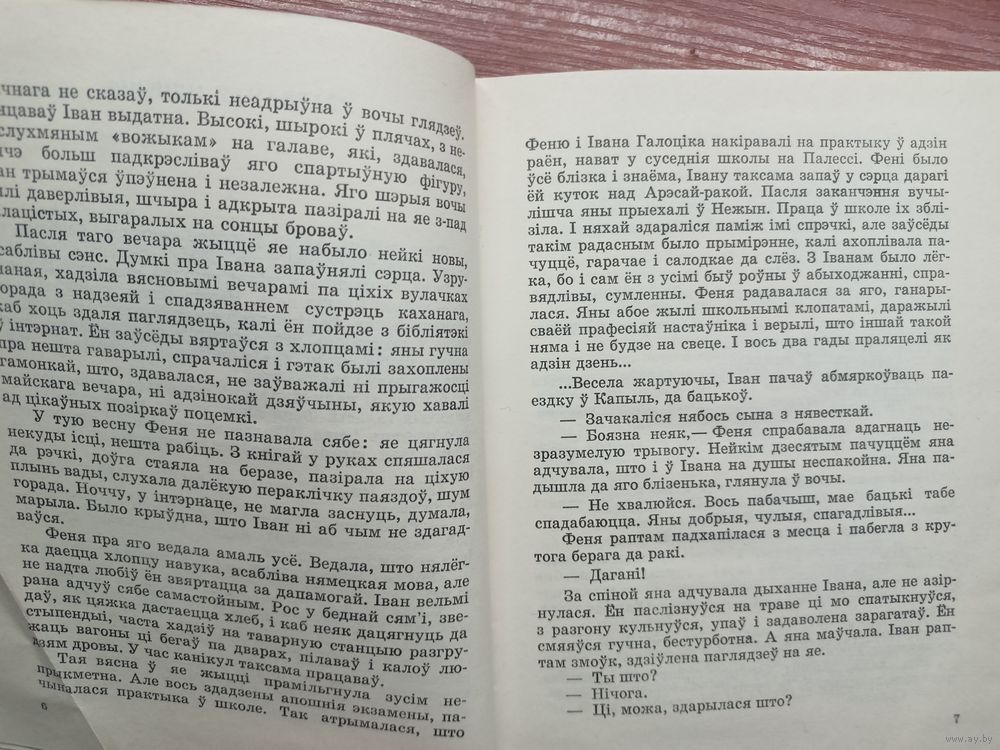 чнага не сказаў, толькі неадрыўна ў вочы глядзеў.
нцаваў Іван выдатна. Высокі, шырокі ў плячах, з не-
слухмяным «вожыкам» на галаве, які, здавалася,
чэ больш падкрэсліваў яго спартыўную фігуру,
ан трымаўся ўпэўнена і незалежна. Яго шэрыя вочы
лі даверлівыя, шчыра і адкрыта пазіралі на яе з-пад
лацістых, выгаралых на сонцы броваў.
Пасля таго вечара жыццё яе набыло нейкі новы,
асаблівы сэнс. Думкі пра Івана запаўнялі сэрца. Узру-
шаная, хадзіла вясновымі вечарамі па ціхіх вулачках
горада з надзеяй і спадзяваннем сустрэць каханага,
каб хоць здаля паглядзець, калі ён пойдзе з бібліятэкі
ў інтэрнат. Ён заўсёды вяртаўся з хлопцамі: яны гучна
пра нешта гаварылі, спрачаліся і гэтак былі захоплены
гамонкай, што, здавалася, не заўважалі ні прыгажосці
майскага вечара, ні адзінокай дзяўчыны, якую хавалі
ад цікаўных позіркаў поцемкі.
У тую весну Феня не пазнавала сябе: яе цягнула
некуды ісці, нешта рабіць. З кнігай у руках спяшалася
да рэчкі, доўга стаяла на беразе, пазірала на ціхую
плынь вады, слухала далёкую пераклічку паяздоў, шум
горада. Ноччу, у інтэрнаце, не магла заснуць, думала,
марыла. Было крыўдна, што Іван ні аб чым не здагад-
ваўся.
Феня пра яго ведала амаль усё. Ведала, што нялёг-
ка даецца хлопцу навука, асабліва нямецкая мова, але
не надта любіў ён звяртацца за дапамогай. Іван вельмі
рана адчуў сябе самастойным. Рос у беднай сям'і, зве-
даў, як цяжка дастаецца хлеб, і каб неяк дацягнуць да
стыпендыі, часта хадзіў на таварную станцыю разгру-
жаць вагоны ці бегаў па дварах, пілаваў і калоў лю-
дзям дровы. У час канікул таксама працаваў.
Тая вясна ў яе жыцці прамільгнула зусім не-
прыкметна. Але вось здадзены апошнія экзамены, па-
чыналася практыка ў школе. Так атрымалася, што
6
Феню і Івана Галоціка накіравалі на практыку ў адзін
раён, нават у суседнія школы на Палессі. Фені было
ўсё блізка і знаёма, Івану таксама запаў у сэрца дарагі
ёй куток над Арэсай-ракой. Пасля заканчэння вучы-
лішча яны прыехалі ў Нежын. Праца ў школе іх збл-
ізіла. І няхай здараліся паміж імі спрэчкі, але заўсёды
такім радасным было прымірэнне, калі ахоплівала па-
чуццё, гарачае і салодкае да слёз. З Іванам было лёг-
ка, бо і сам ён з усімі быў роўны ў абыходжанні, спра-
вядлівы, сумленны. Феня радавалася за яго, ганары-
лася. Яны абое жылі школьнымі клопатамі, даражылі
сваёй прафесіяй настаўніка і верылі, што іншай такой
няма і не будзе на свеце. І вось два гады праляцелі як
адзін дзень...
...Весела жартуючы, Іван пачаў абмяркоўваць па-
ездку ў Капыль, да бацькоў.
— Зачакаліся нябось сына з нявесткай.
— Боязна неяк,— Феня спрабавала адагнаць не-
зразумелую трывогу. Нейкім дзесятым пачуццём яна
адчувала, што і ў Івана на душы неспакойна. Яна па-
дышла да яго блізенька, глянула ў вочы.
— Не хвалюйся. Вось пабачыш, мае бацькі табе
спадабаюцца. Яны добрыя, чулыя, спагадлівыя...
Феня раптам падхапілася з месца і пабегла з кру-
тога берага да ракі.
— Дагані!
За спіной яна адчувала дыханне Івана, але не азір-
нулася. Ён паслізнуўся на траве ці мо спатыкнуўся,
з разгону кульнуўся, упаў і задаволена зарагатаў. Ён
смяяўся гучна, бестурботна. А яна маўчала. Іван рап-
там змоўк, здзіўлена паглядзеў на яе.
— Ты што?
— Нічога.
— Ці, можа, здарылася што?
7
www.ay.by